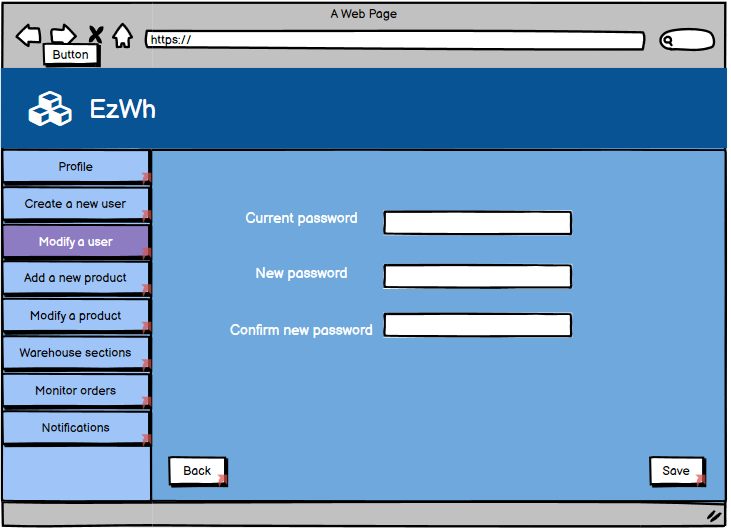 A Web Page
https://
Button
EzWh
Profile
Create a new user
Modify a user
Add a new product
Modify a product
Warehouse sections
Monitor orders
Notifications
Current password
New password
Confirm new password
Back
Save